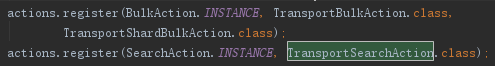 actions.register(BulkAction.INSTANCE, TransportBulkAction.class,
TransportShardBulkAction.class);
actions.register(SearchAction.INSTANCE, TransportSearchAction.class);